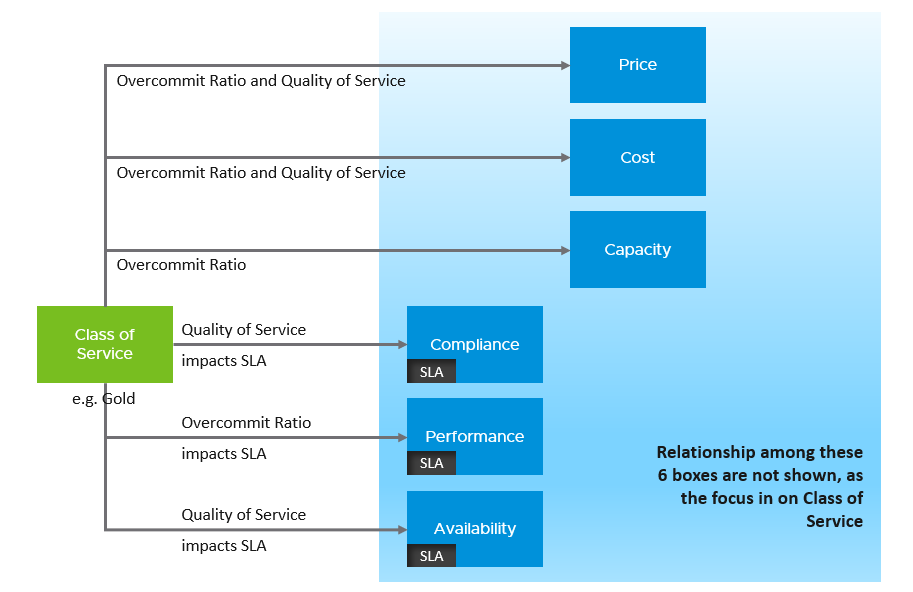 Price
Overcommit Ratio and Quality of Service
Cost
Overcommit Ratio and Quality of Service
Capacity
Overcommit Ratio
Class of
Service
e.g. Gold
Quality of Service
impacts SLA
Compliance
SLA
Overcommit Ratio
impacts SLA
Performance
SLA
Quality of Service
impacts SLA
Availability
SLA
Relationship among these
6 boxes are not shown, as
the focus in on Class of
Service